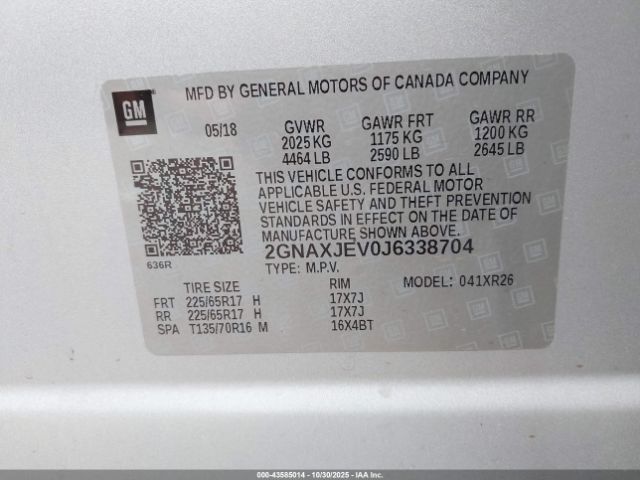 GM
MFD BY GENERAL MOTORS OF CANADA COMPANY
05/18 GVWR GAWR FRT GAWR RR
2025 KG 1175 KG 1200 KG
4464 LB 2590 LB 2645 LB
THIS VEHICLE CONFORMS TO ALL
APPLICABLE U.S. FEDERAL MOTOR
VEHICLE SAFETY AND THEFT PREVENTION
STANDARDS IN EFFECT ON THE DATE OF
MANUFACTURE SHOWN ABOVE.
2GNAXJEV0J6338704
636R
TYPE: M.P.V.
TIRE SIZE RIM MODEL: 041XR26
FRT 225/65R17 H 17X7J
RR 225/65R17 H 17X7J
SPA T135/70R16 M 16X4BT
000-43585014 - 10/30/2025 - IAA Inc.